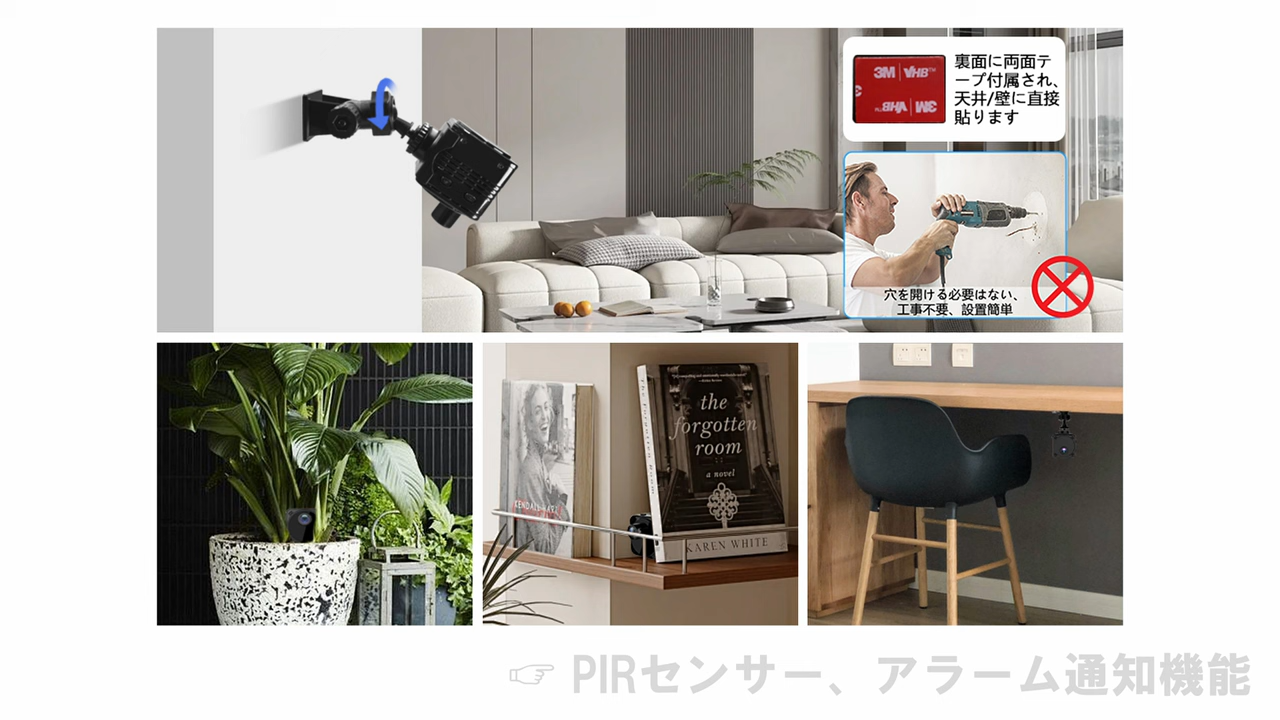 3M VHB™
VHB™ 3M
裏面に両面テ
ープ付属され、
天井/壁に直接
貼ります
穴を開ける必要はない、
工事不要、設置簡単
the
forgotten
room
a novel
KAREN WHITE
☞ PIRセンサー、アラーム通知機能